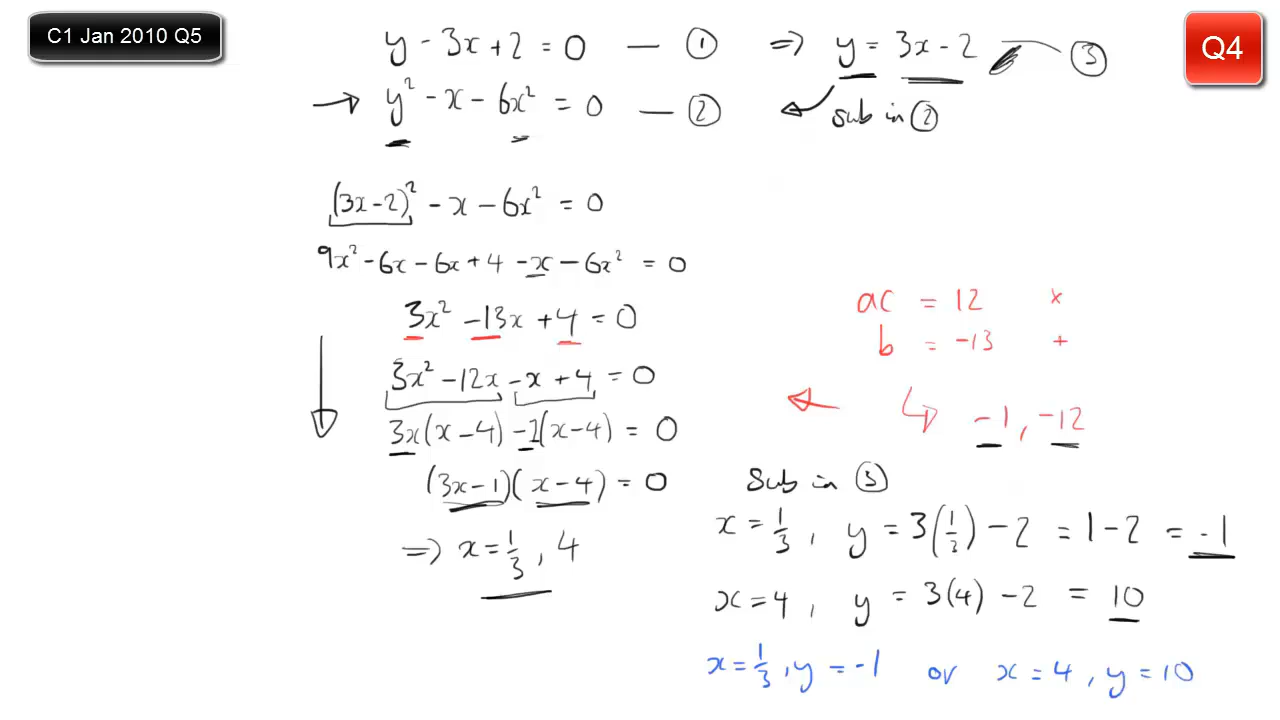 C1 Jan 2010 Q5
Q4
y - 3x + 2 = 0 — ① ⇒ y = 3x - 2 ③
→ y² - x - 6x² = 0 — ② sub in ②
(3x-2)² - x - 6x² = 0
9x² - 6x - 6x + 4 - x - 6x² = 0
3x² - 13x + 4 = 0
3x² - 12x - x + 4 = 0
3x(x-4) -1(x-4) = 0
(3x-1)(x-4) = 0
⇒ x = 1/3, 4
ac = 12 ×
b = -13 +
↳ -1, -12
Sub in ③
x = 1/3, y = 3(1/3) - 2 = 1 - 2 = -1
x = 4, y = 3(4) - 2 = 10
x = 1/3, y = -1 or x = 4, y = 10